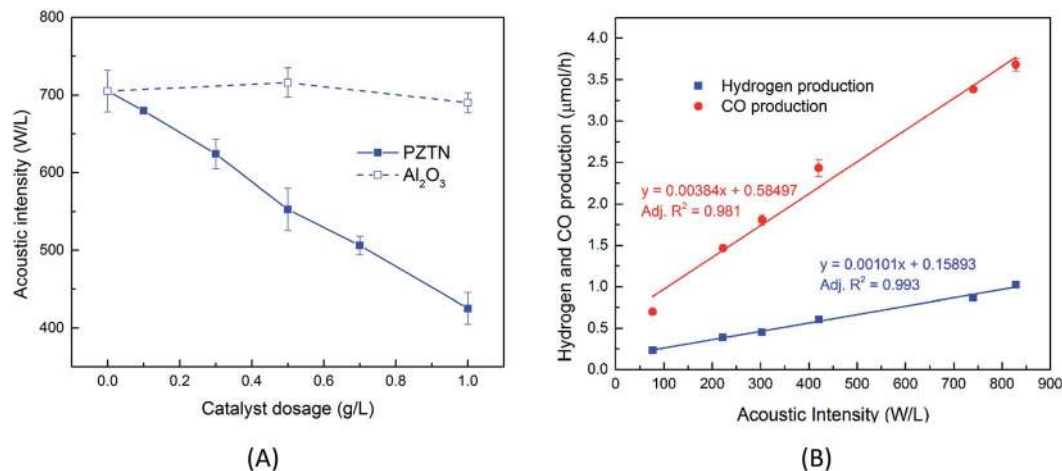 800
700
600
500
400
0.0 0.2 0.4 0.6 0.8 1.0
Acoustic intensity (W/L)
Catalyst dosage (g/L)
PZTN
Al₂O₃
(A)
4.0
3.5
3.0
2.5
2.0
1.5
1.0
0.5
0.0
0 100 200 300 400 500 600 700 800 900
Hydrogen and CO production (μmol/h)
Acoustic Intensity (W/L)
Hydrogen production
CO production
y = 0.00384x + 0.58497
Adj. R² = 0.981
y = 0.00101x + 0.15893
Adj. R² = 0.993
(B)